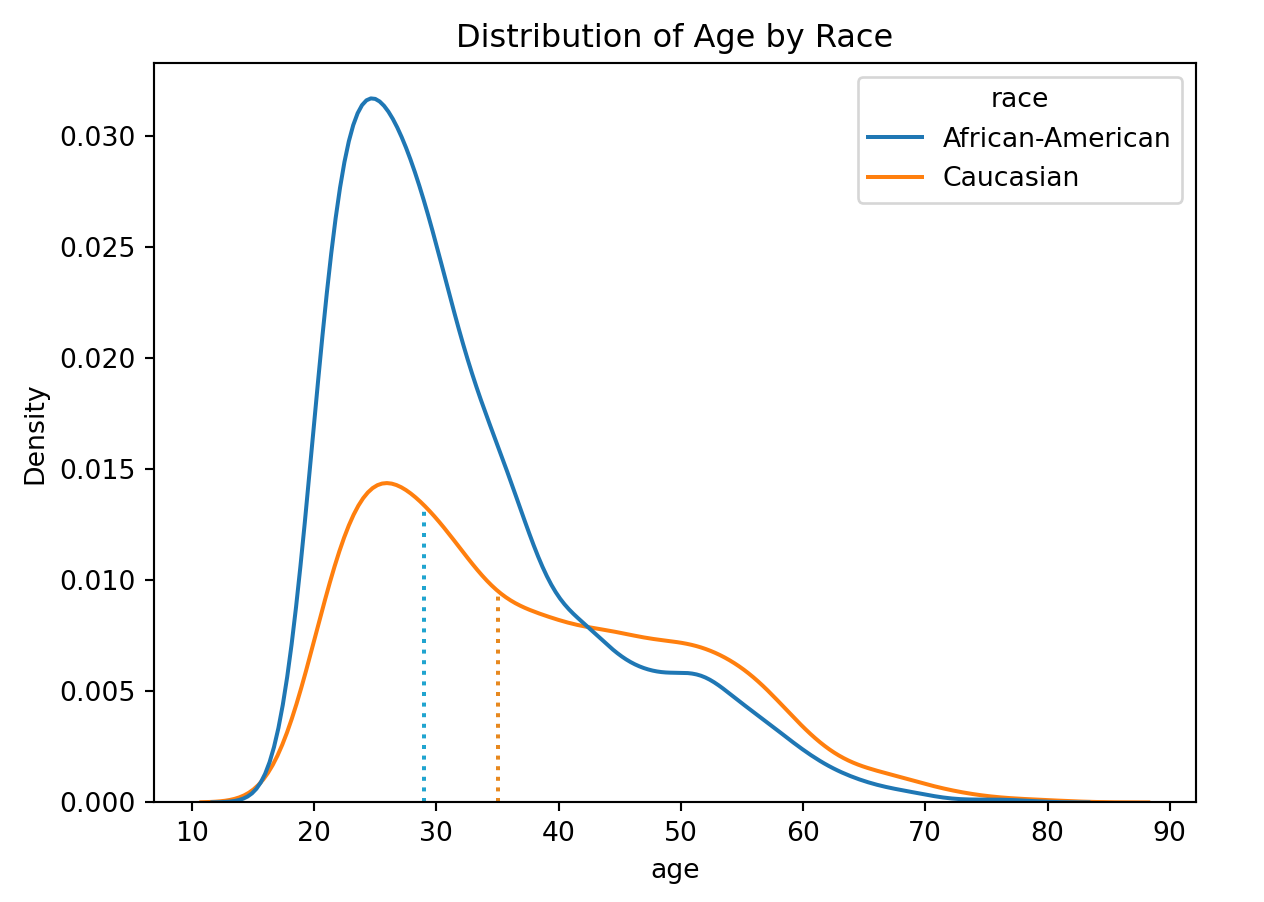 Distribution of Age by Race
race
African-American
Caucasian
0.030
0.025
0.020
0.015
0.010
0.005
0.000
Density
10 20 30 40 50 60 70 80 90
age